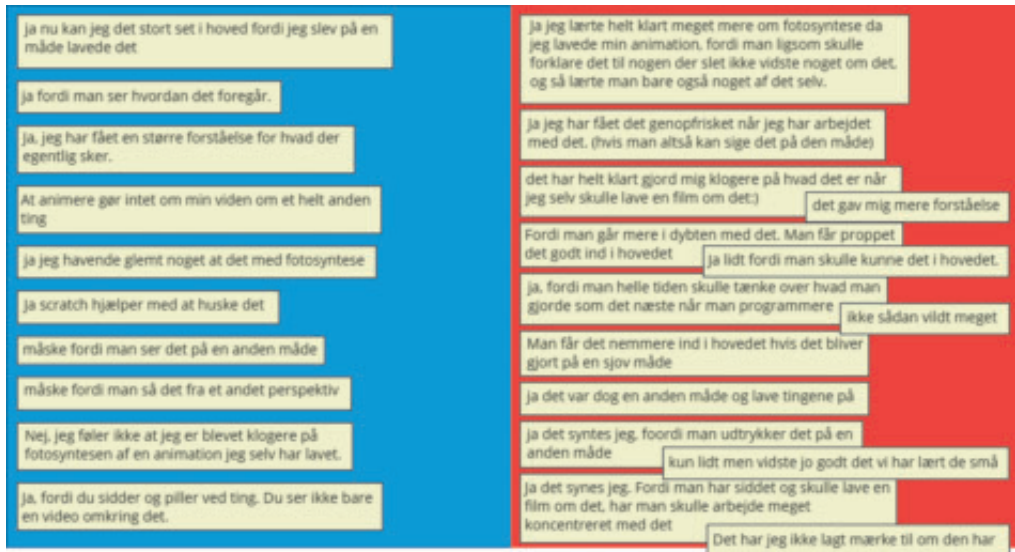 ja nu kan jeg det stort set i hoved fordi jeg slev på en
måde lavede det
ja fordi man ser hvordan det foregår.
Ja, jeg har fået en større forståelse for hvad der
egentlig sker.
At animere gør intet om min viden om et helt anden
ting
ja jeg havende glemt noget at det med fotosyntese
Ja scratch hjælper med at huske det
måske fordi man ser det på en anden måde
måske fordi man så det fra et andet perspektiv
Nej, jeg føler ikke at jeg er blevet klogere på
fotosyntesen af en animation jeg selv har lavet.
Ja, fordi du sidder og piller ved ting. Du ser ikke bare
en video omkring det.
Ja jeg lærte helt klart meget mere om fotosyntese da
jeg lavede min animation, fordi man ligsom skulle
forklare det til nogen der slet ikke vidste noget om det,
og så lærte man bare også noget af det selv.
Ja jeg har fået det genopfrisket når jeg har arbejdet
med det. (hvis man altså kan sige det på den måde)
det har helt klart gjord mig klogere på hvad det er når
jeg selv skulle lave en film om det:)
det gav mig mere forståelse
Fordi man går mere i dybten med det. Man får proppet
det godt ind i hovedet
Ja lidt fordi man skulle kunne det i hovedet.
ja, fordi man helle tiden skulle tænke over hvad man
gjorde som det næste når man programmere
ikke sådan vildt meget
Man får det nemmere ind i hovedet hvis det bliver
gjort på en sjov måde
ja det var dog en anden måde og lave tingene på
ja det syntes jeg, foordi man udtrykker det på en
anden måde
kun lidt men vidste jo godt det vi har lært de små
Ja det synes jeg. Fordi man har siddet og skulle lave en
film om det, har man skulle arbejde meget
koncentreret med det
Det har jeg ikke lagt mærke til om den har